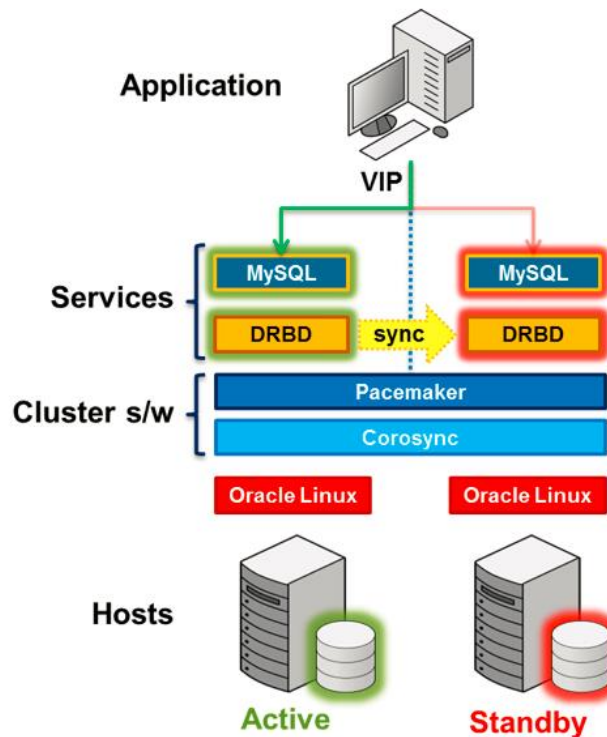 Application
VIP
Services
MySQL
MySQL
DRBD
sync
DRBD
Cluster s/w
Pacemaker
Corosync
Oracle Linux
Oracle Linux
Hosts
Active
Standby